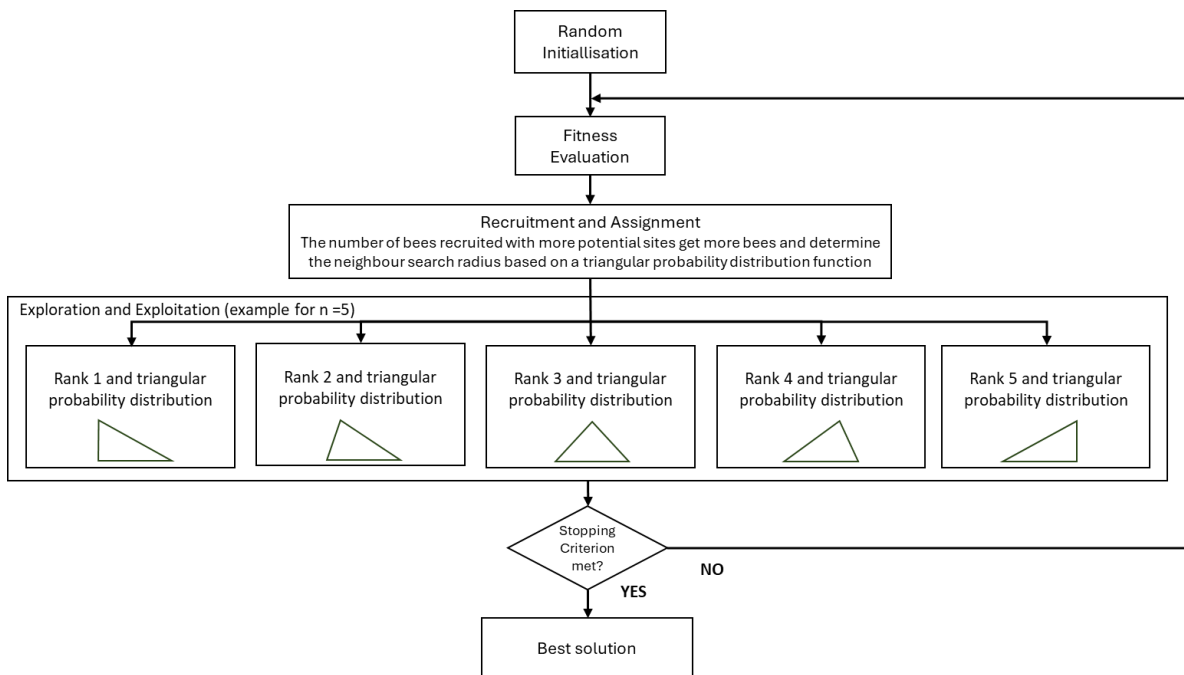 Random
Initiallisation
Fitness
Evaluation
Recruitment and Assignment
The number of bees recruited with more potential sites get more bees and determine
the neighbour search radius based on a triangular probability distribution function
Exploration and Exploitation (example for n =5)
Rank 1 and triangular
probability distribution
Rank 2 and triangular
probability distribution
Rank 3 and triangular
probability distribution
Rank 4 and triangular
probability distribution
Rank 5 and triangular
probability distribution
Stopping
Criterion
met?
NO
YES
Best solution